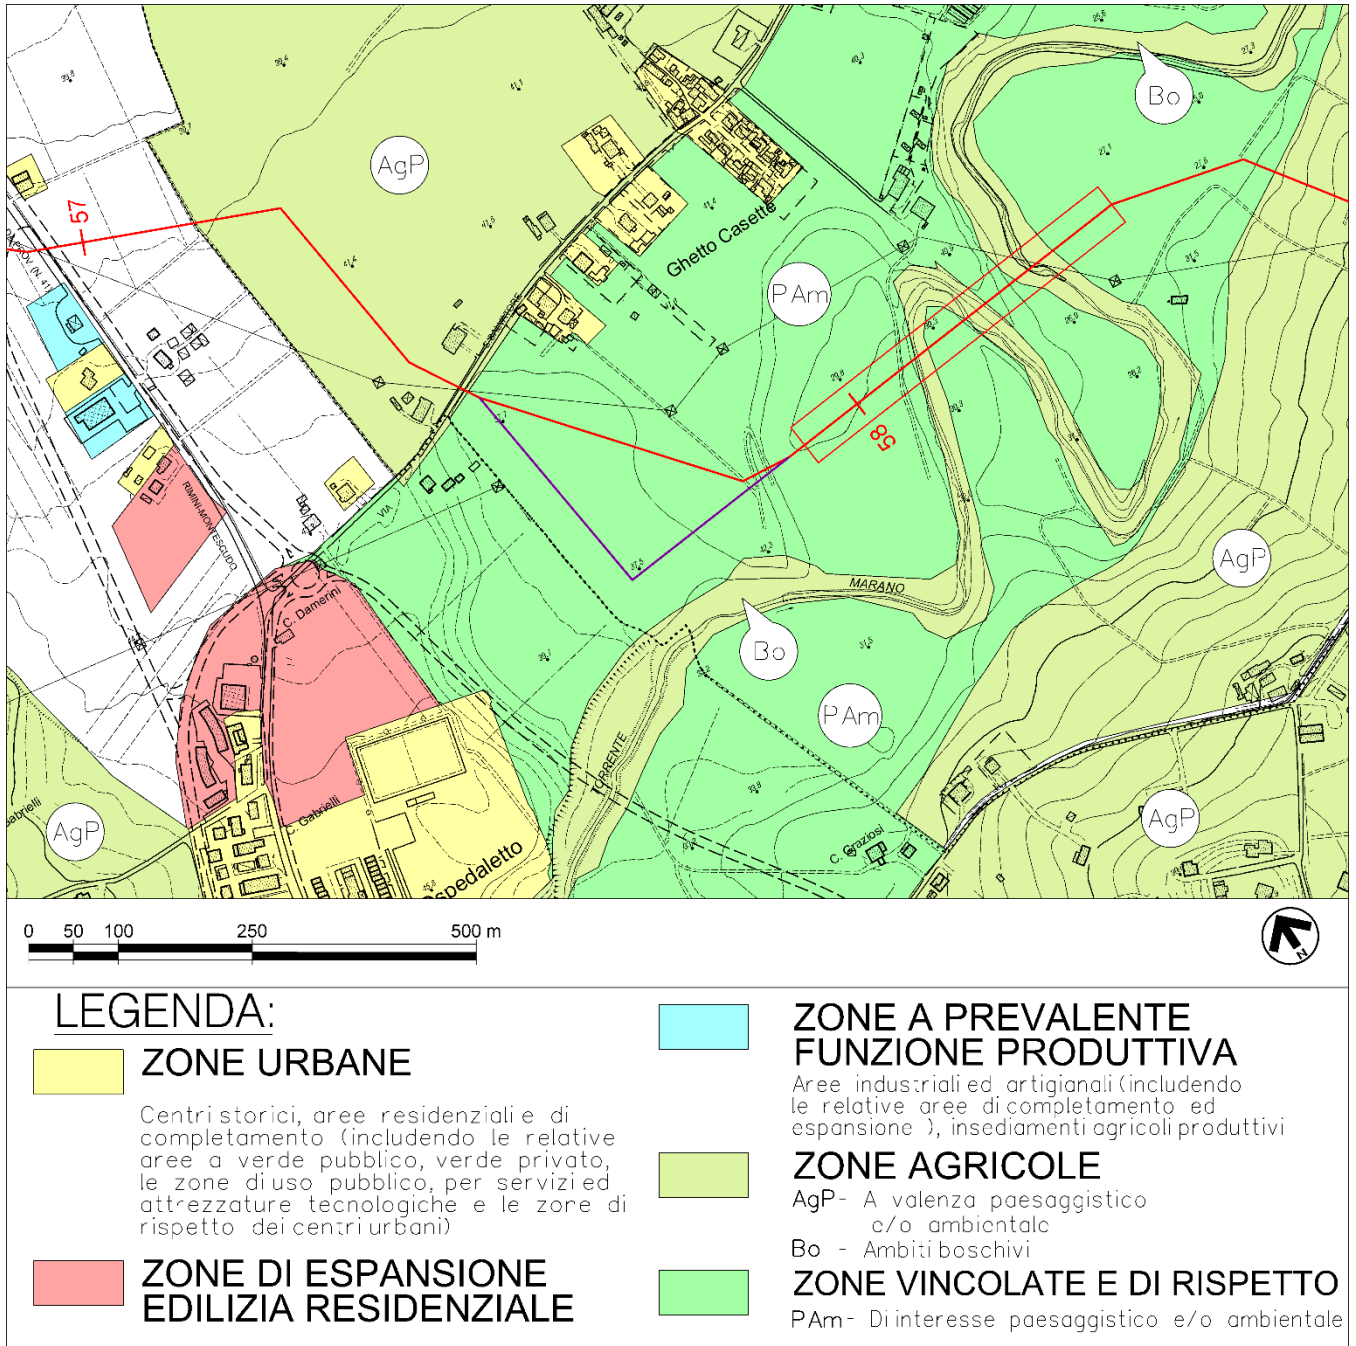 Bo
AgP
57
Ghetto Casette
PAm
58
VIA
RIMINI-MONTESCUDO
AgP
MARANO
C. Damerini
Bo
PAm
TORRENTE
AgP
AgP
C. Gabrielli
C. Graziosi
0 50 100 250 500 m
N
LEGENDA:
ZONE URBANE
Centri storici, aree residenziali e di
completamento (includendo le relative
aree a verde pubblico, verde privato,
le zone di uso pubblico, per servizi ed
attrezzature tecnologiche e le zone di
rispetto dei centri urbani)
ZONE DI ESPANSIONE
EDILIZIA RESIDENZIALE
ZONE A PREVALENTE
FUNZIONE PRODUTTIVA
Aree industriali ed artigianali (includendo
le relative aree di completamento ed
espansione ), insediamenti agricoli produttivi
ZONE AGRICOLE
AgP- A valenza paesaggistico
e/o ambientale
Bo - Ambiti boschivi
ZONE VINCOLATE E DI RISPETTO
PAm- Di interesse paesaggistico e/o ambientale